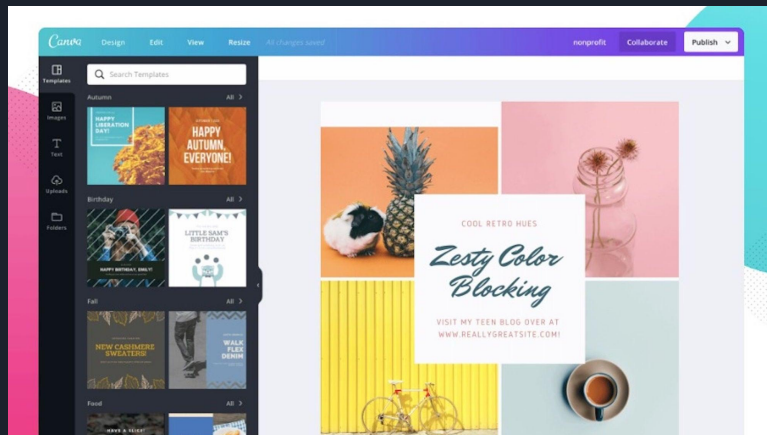 Canva
Design
Edit
View
Resize
All changes saved
nonprofit
Collaborate
Publish
Templates
Images
Text
Uploads
Folders
Search Templates
Autumn
All
HAPPY
LIBERATION
DAY!
HAPPY
AUTUMN,
EVERYONE!
Birthday
All
HAPPY BIRTHDAY, EMILY!
LITTLE SAM'S
BIRTHDAY
Fall
All
NEW CASHMERE
SWEATERS!
WALK
FLEX
DENIM
Food
All
COOL RETRO HUES
Zesty Color
Blocking
VISIT MY TEEN BLOG OVER AT
WWW.REALLYGREATSITE.COM!